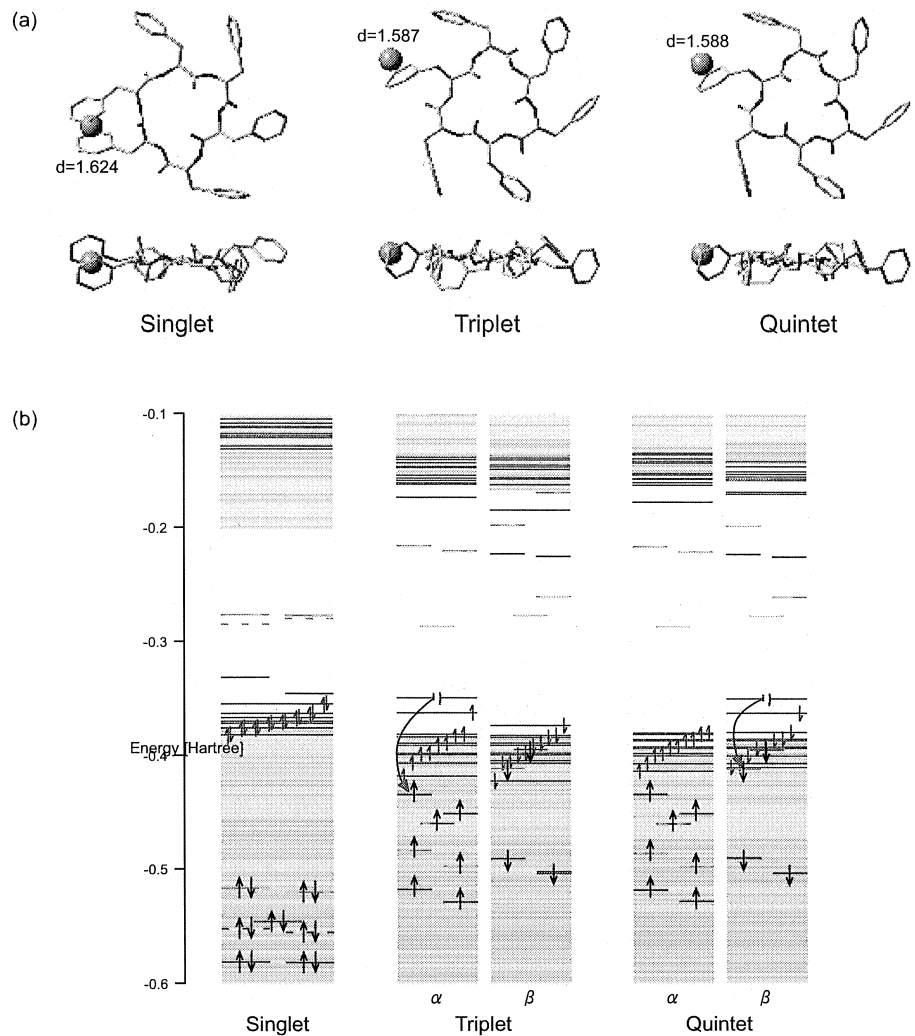 (a)
d=1.624
d=1.587
d=1.588
Singlet
Triplet
Quintet
(b)
-0.1
-0.2
-0.3
Energy [Hartree]
-0.4
-0.5
-0.6
α
β
α
β
Singlet
Triplet
Quintet